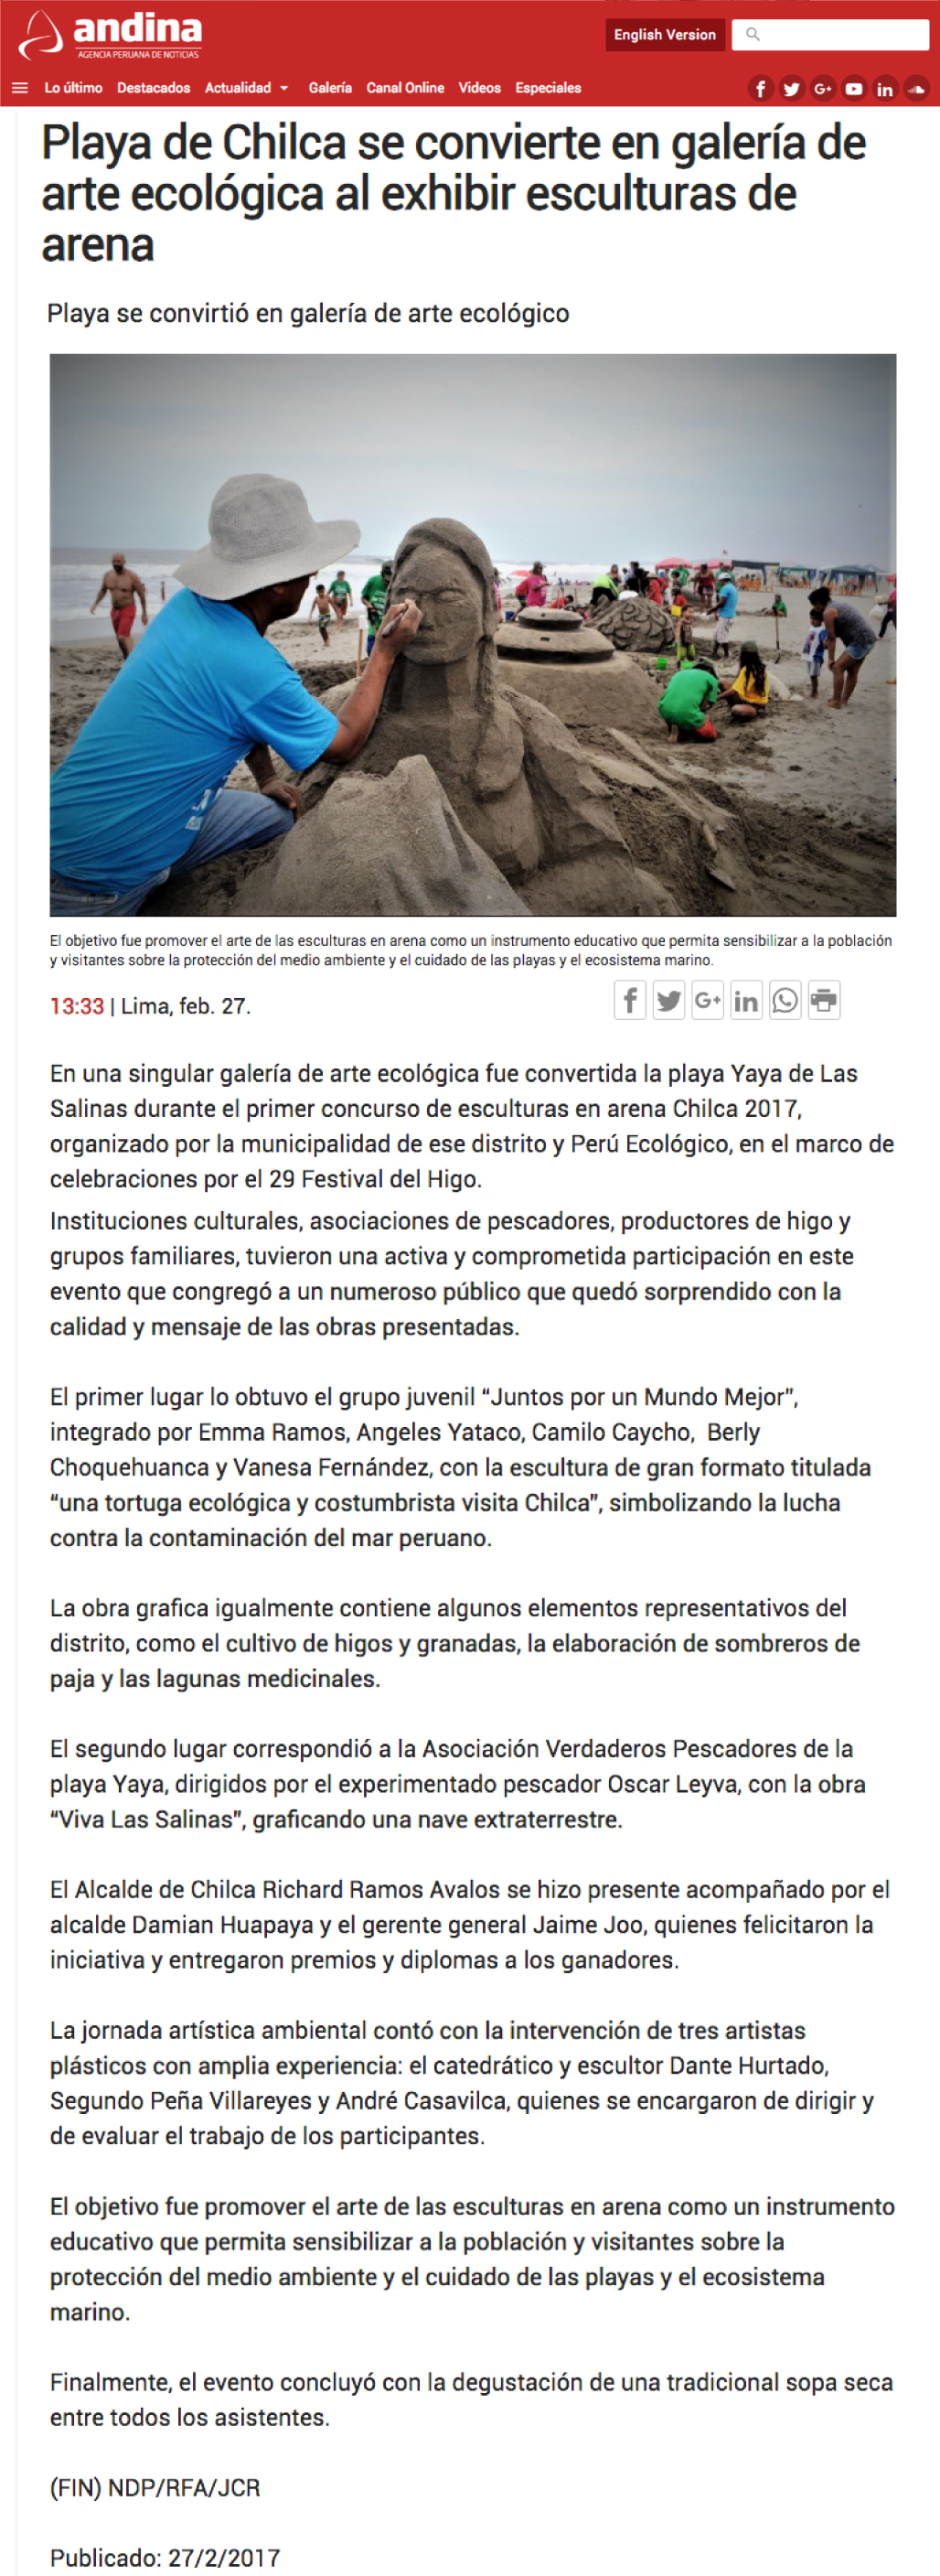 andina
AGENCIA PERUANA DE NOTICIAS
English Version
Lo último Destacados Actualidad Galería Canal Online Videos Especiales
Playa de Chilca se convierte en galería de
arte ecológica al exhibir esculturas de
arena
Playa se convirtió en galería de arte ecológico
El objetivo fue promover el arte de las esculturas en arena como un instrumento educativo que permita sensibilizar a la población
y visitantes sobre la protección del medio ambiente y el cuidado de las playas y el ecosistema marino.
13:33 | Lima, feb. 27.
En una singular galería de arte ecológica fue convertida la playa Yaya de Las
Salinas durante el primer concurso de esculturas en arena Chilca 2017,
organizado por la municipalidad de ese distrito y Perú Ecológico, en el marco de
celebraciones por el 29 Festival del Higo.
Instituciones culturales, asociaciones de pescadores, productores de higo y
grupos familiares, tuvieron una activa y comprometida participación en este
evento que congregó a un numeroso público que quedó sorprendido con la
calidad y mensaje de las obras presentadas.
El primer lugar lo obtuvo el grupo juvenil “Juntos por un Mundo Mejor”,
integrado por Emma Ramos, Angeles Yataco, Camilo Caycho,  Berly
Choquehuanca y Vanesa Fernández, con la escultura de gran formato titulada
“una tortuga ecológica y costumbrista visita Chilca”, simbolizando la lucha
contra la contaminación del mar peruano.
La obra grafica igualmente contiene algunos elementos representativos del
distrito, como el cultivo de higos y granadas, la elaboración de sombreros de
paja y las lagunas medicinales.
El segundo lugar correspondió a la Asociación Verdaderos Pescadores de la
playa Yaya, dirigidos por el experimentado pescador Oscar Leyva, con la obra
“Viva Las Salinas”, graficando una nave extraterrestre.
El Alcalde de Chilca Richard Ramos Avalos se hizo presente acompañado por el
alcalde Damian Huapaya y el gerente general Jaime Joo, quienes felicitaron la
iniciativa y entregaron premios y diplomas a los ganadores.
La jornada artística ambiental contó con la intervención de tres artistas
plásticos con amplia experiencia: el catedrático y escultor Dante Hurtado,
Segundo Peña Villareyes y André Casavilca, quienes se encargaron de dirigir y
de evaluar el trabajo de los participantes.
El objetivo fue promover el arte de las esculturas en arena como un instrumento
educativo que permita sensibilizar a la población y visitantes sobre la
protección del medio ambiente y el cuidado de las playas y el ecosistema
marino.
Finalmente, el evento concluyó con la degustación de una tradicional sopa seca
entre todos los asistentes.
(FIN) NDP/RFA/JCR
Publicado: 27/2/2017